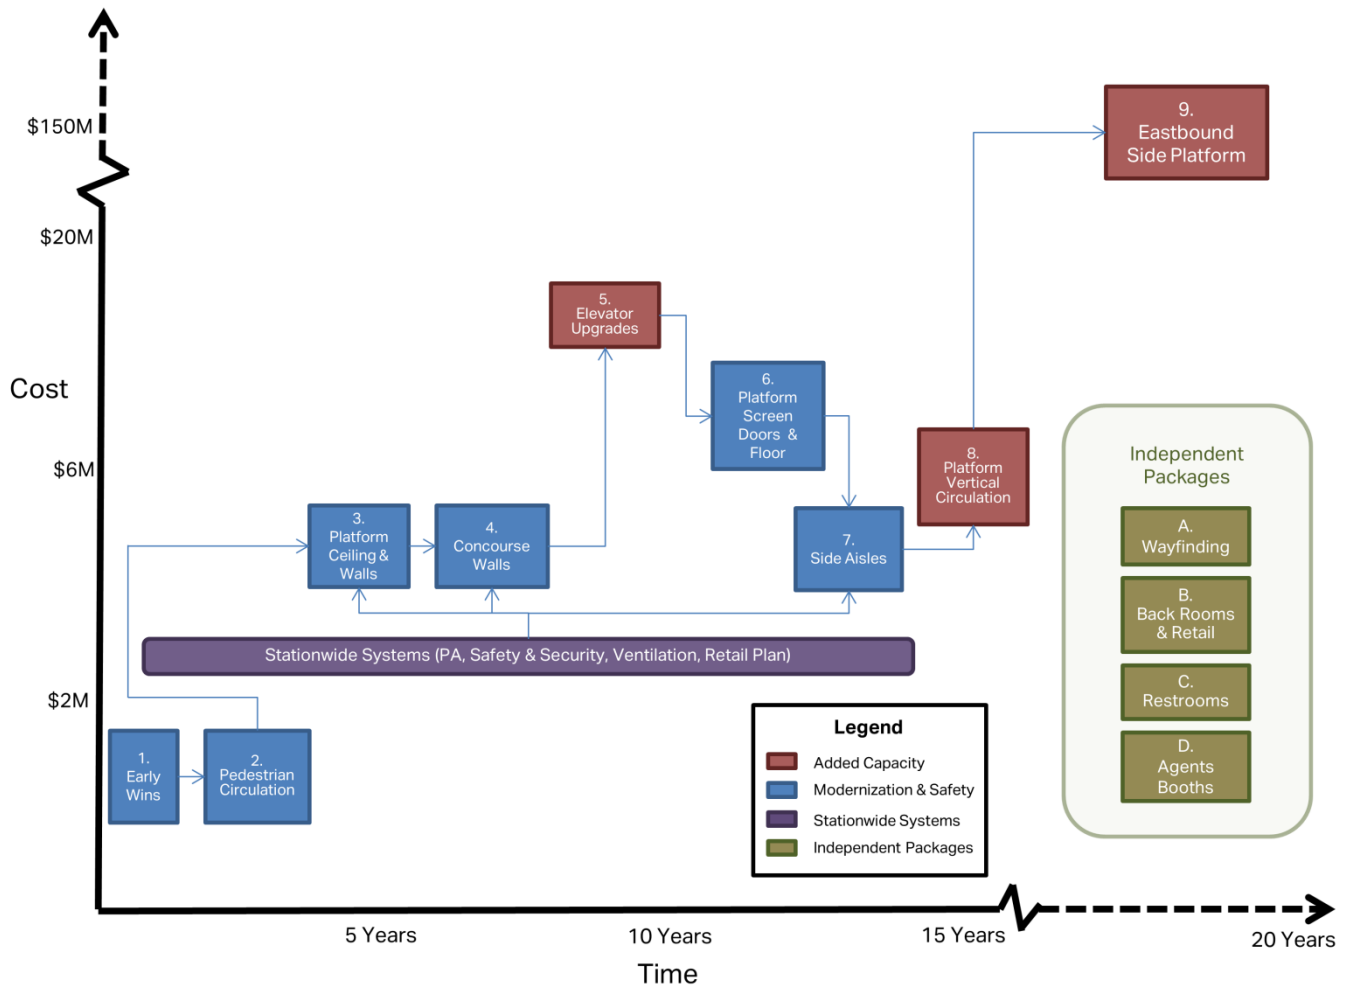 $150M
$20M
Cost
$6M
$2M
9.
Eastbound
Side Platform
5.
Elevator
Upgrades
6.
Platform
Screen
Doors &
Floor
8.
Platform
Vertical
Circulation
3.
Platform
Ceiling &
Walls
4.
Concourse
Walls
7.
Side Aisles
Stationwide Systems (PA, Safety & Security, Ventilation, Retail Plan)
1.
Early
Wins
2.
Pedestrian
Circulation
Legend
Added Capacity
Modernization & Safety
Stationwide Systems
Independent Packages
Independent
Packages
A.
Wayfinding
B.
Back Rooms
& Retail
C.
Restrooms
D.
Agents
Booths
5 Years
10 Years
15 Years
20 Years
Time